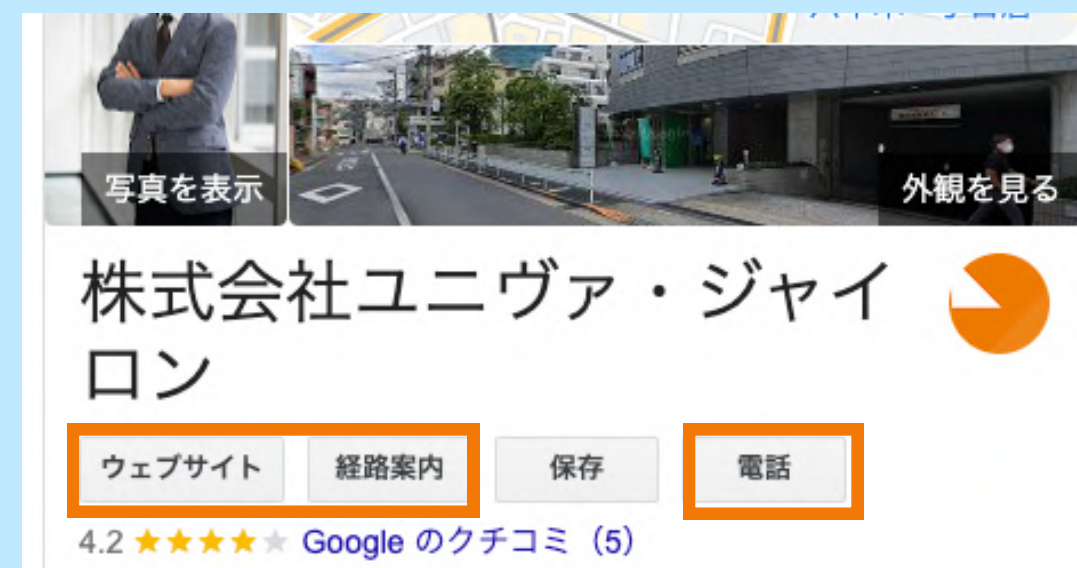 写真を表示
外観を見る
株式会社ユニヴァ・ジャイ
ロン
ウェブサイト
経路案内
保存
電話
4.2 ★★★★★ Google のクチコミ（5）